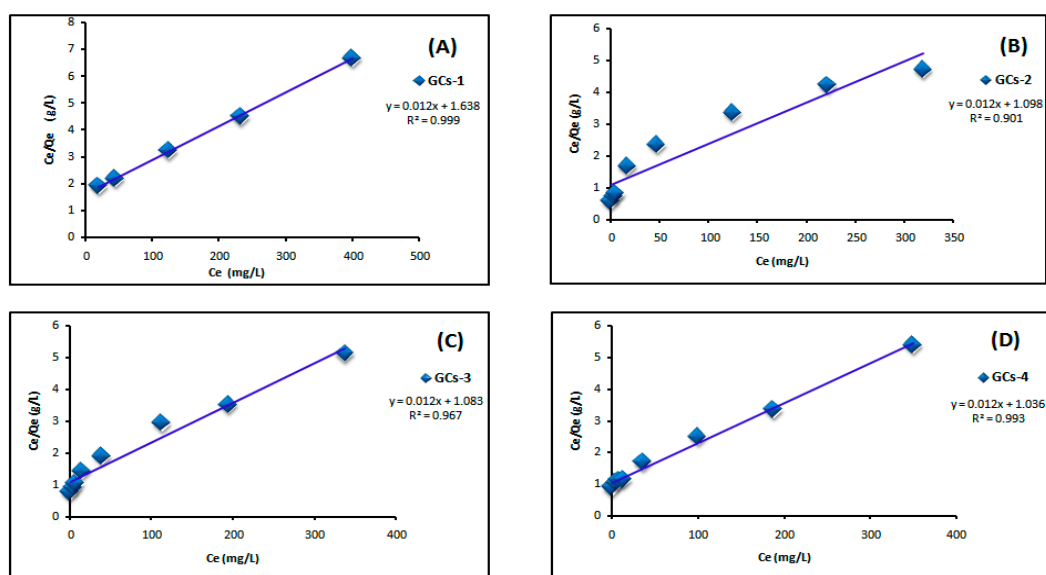 (A)
GCs-1
y = 0.012x + 1.638
R² = 0.999
Ce/Qe (g/L)
8
7
6
5
4
3
2
1
0
0 100 200 300 400 500
Ce (mg/L)
(B)
GCs-2
y = 0.012x + 1.098
R² = 0.901
Ce/Qe (g/L)
6
5
4
3
2
1
0
0 50 100 150 200 250 300 350
Ce (mg/L)
(C)
GCs-3
y = 0.012x + 1.083
R² = 0.967
Ce/Qe (g/L)
6
5
4
3
2
1
0
0 100 200 300 400
Ce (mg/L)
(D)
GCs-4
y = 0.012x + 1.036
R² = 0.993
Ce/Qe (g/L)
6
5
4
3
2
1
0
0 100 200 300 400
Ce (mg/L)